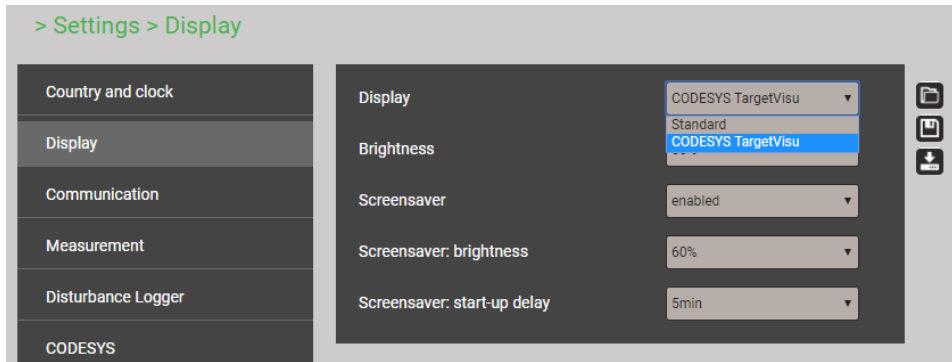 > Settings > Display
Country and clock
Display
Communication
Measurement
Disturbance Logger
CODESYS
Display CODESYS TargetVisu
Standard
CODESYS TargetVisu
Brightness
Screensaver enabled
Screensaver: brightness 60%
Screensaver: start-up delay 5min